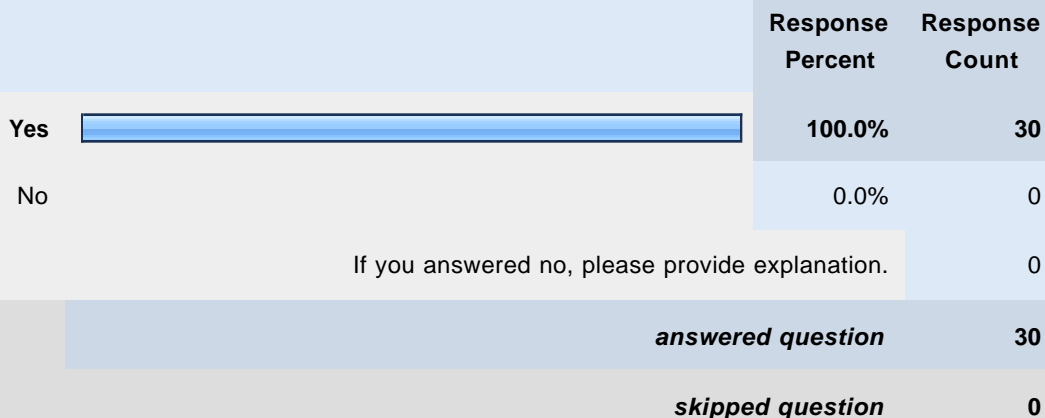 Response Percent Response Count
Yes 100.0% 30
No 0.0% 0
If you answered no, please provide explanation. 0
answered question 30
skipped question 0